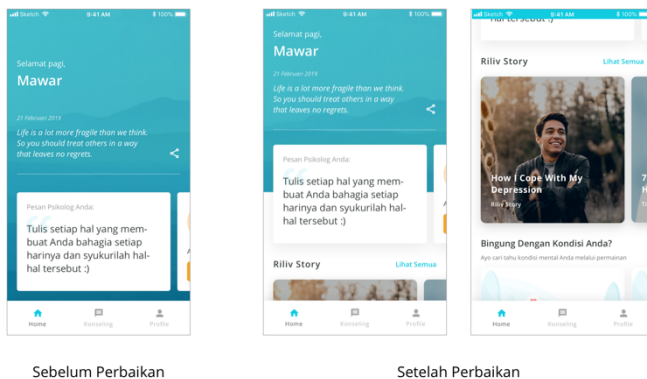 Sketch 9:41 AM 100%
Selamat pagi,
Mawar
21 Februari 2019
Life is a lot more fragile than we think.
So you should treat others in a way
that leaves no regrets.
Pesan Psikolog Anda:
Tulis setiap hal yang mem-
buat Anda bahagia setiap
harinya dan syukurilah hal-
hal tersebut :)
Home Konseling Profile
Sebelum Perbaikan
Sketch 9:41 AM 100%
Selamat pagi,
Mawar
21 Februari 2019
Life is a lot more fragile than we think.
So you should treat others in a way
that leaves no regrets.
Pesan Psikolog Anda:
Tulis setiap hal yang mem-
buat Anda bahagia setiap
harinya dan syukurilah hal-
hal tersebut :)
Riliv Story Lihat Semua
Home Konseling Profile
Sketch 9:41 AM 100%
hal tersebut :)
Riliv Story Lihat Semua
How I Cope With My
Depression
Riliv Story
7
H
Bingung Dengan Kondisi Anda?
Ayo cari tahu kondisi mental Anda melalui permainan
Home Konseling Profile
Setelah Perbaikan